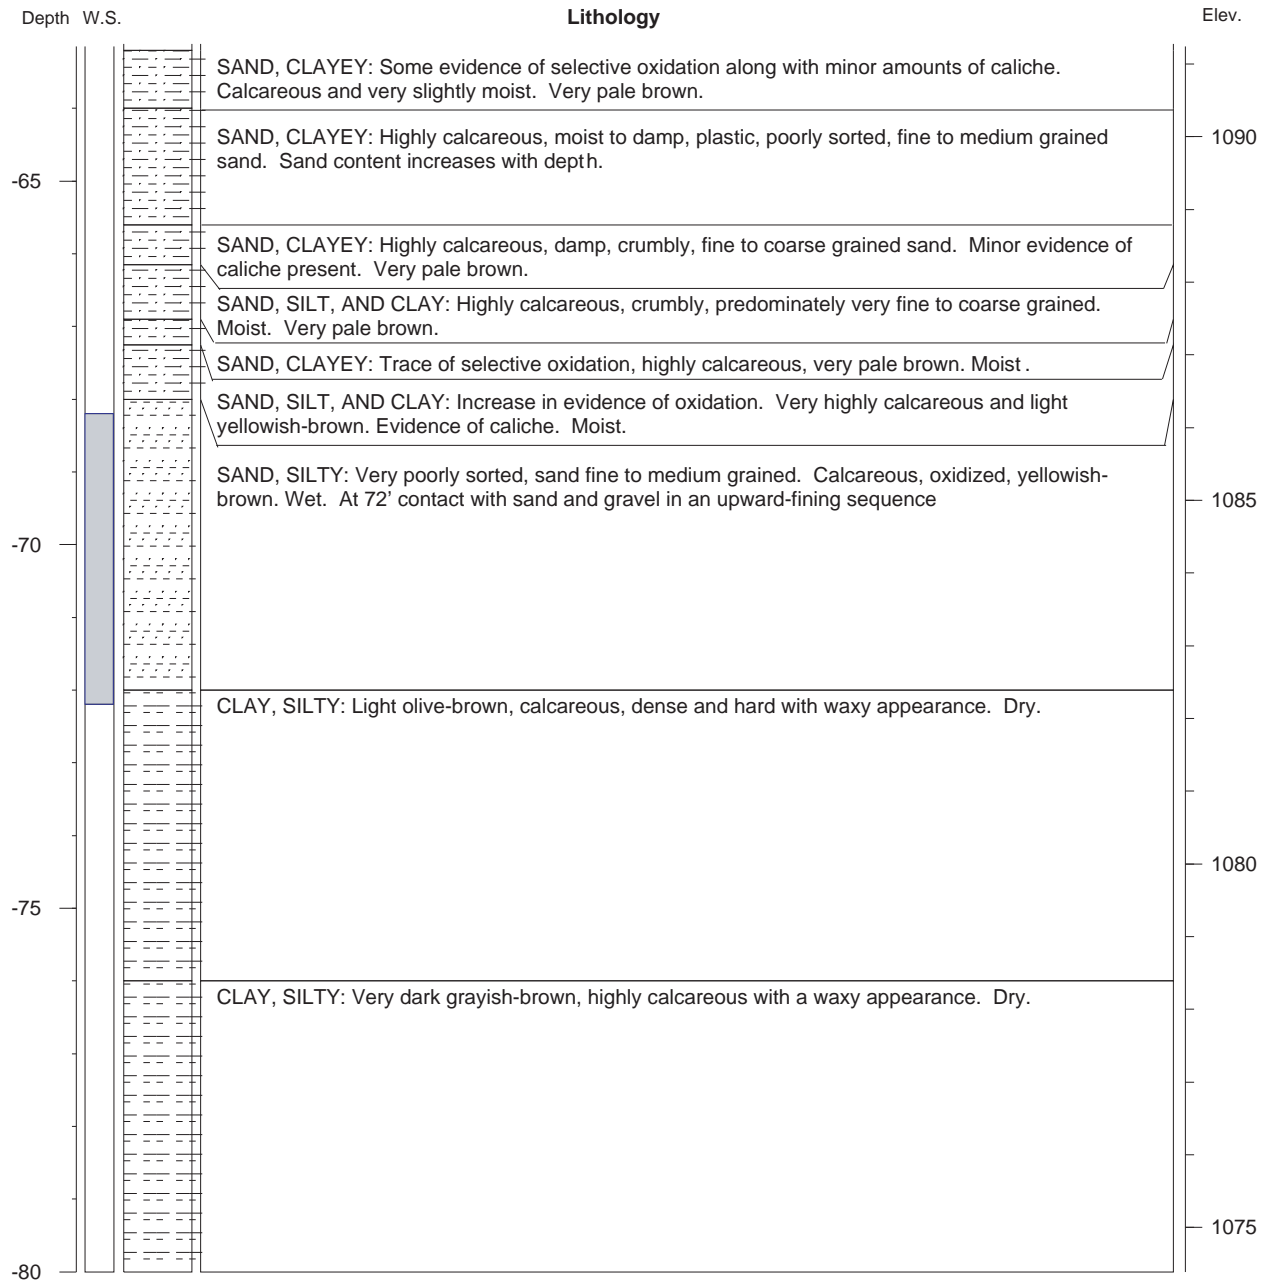 Depth W.S. Lithology Elev.
SAND, CLAYEY: Some evidence of selective oxidation along with minor amounts of caliche.
Calcareous and very slightly moist. Very pale brown.
SAND, CLAYEY: Highly calcareous, moist to damp, plastic, poorly sorted, fine to medium grained
1090
sand. Sand content increases with depth.
-65
SAND, CLAYEY: Highly calcareous, damp, crumbly, fine to coarse grained sand. Minor evidence of
caliche present. Very pale brown.
SAND, SILT, AND CLAY: Highly calcareous, crumbly, predominately very fine to coarse grained.
Moist. Very pale brown.
SAND, CLAYEY: Trace of selective oxidation, highly calcareous, very pale brown. Moist .
SAND, SILT, AND CLAY: Increase in evidence of oxidation. Very highly calcareous and light
yellowish-brown. Evidence of caliche. Moist.
SAND, SILTY: Very poorly sorted, sand fine to medium grained. Calcareous, oxidized, yellowish-
brown. Wet. At 72' contact with sand and gravel in an upward-fining sequence
1085
-70
CLAY, SILTY: Light olive-brown, calcareous, dense and hard with waxy appearance. Dry.
1080
-75
CLAY, SILTY: Very dark grayish-brown, highly calcareous with a waxy appearance. Dry.
1075
-80